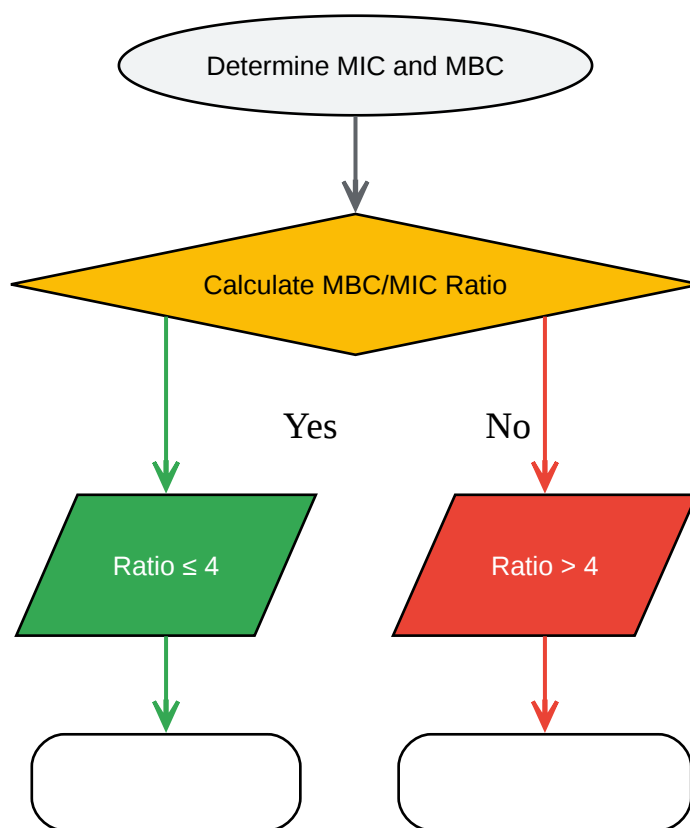 Determine MIC and MBC
Calculate MBC/MIC Ratio
Yes
No
Ratio ≤ 4
Ratio > 4